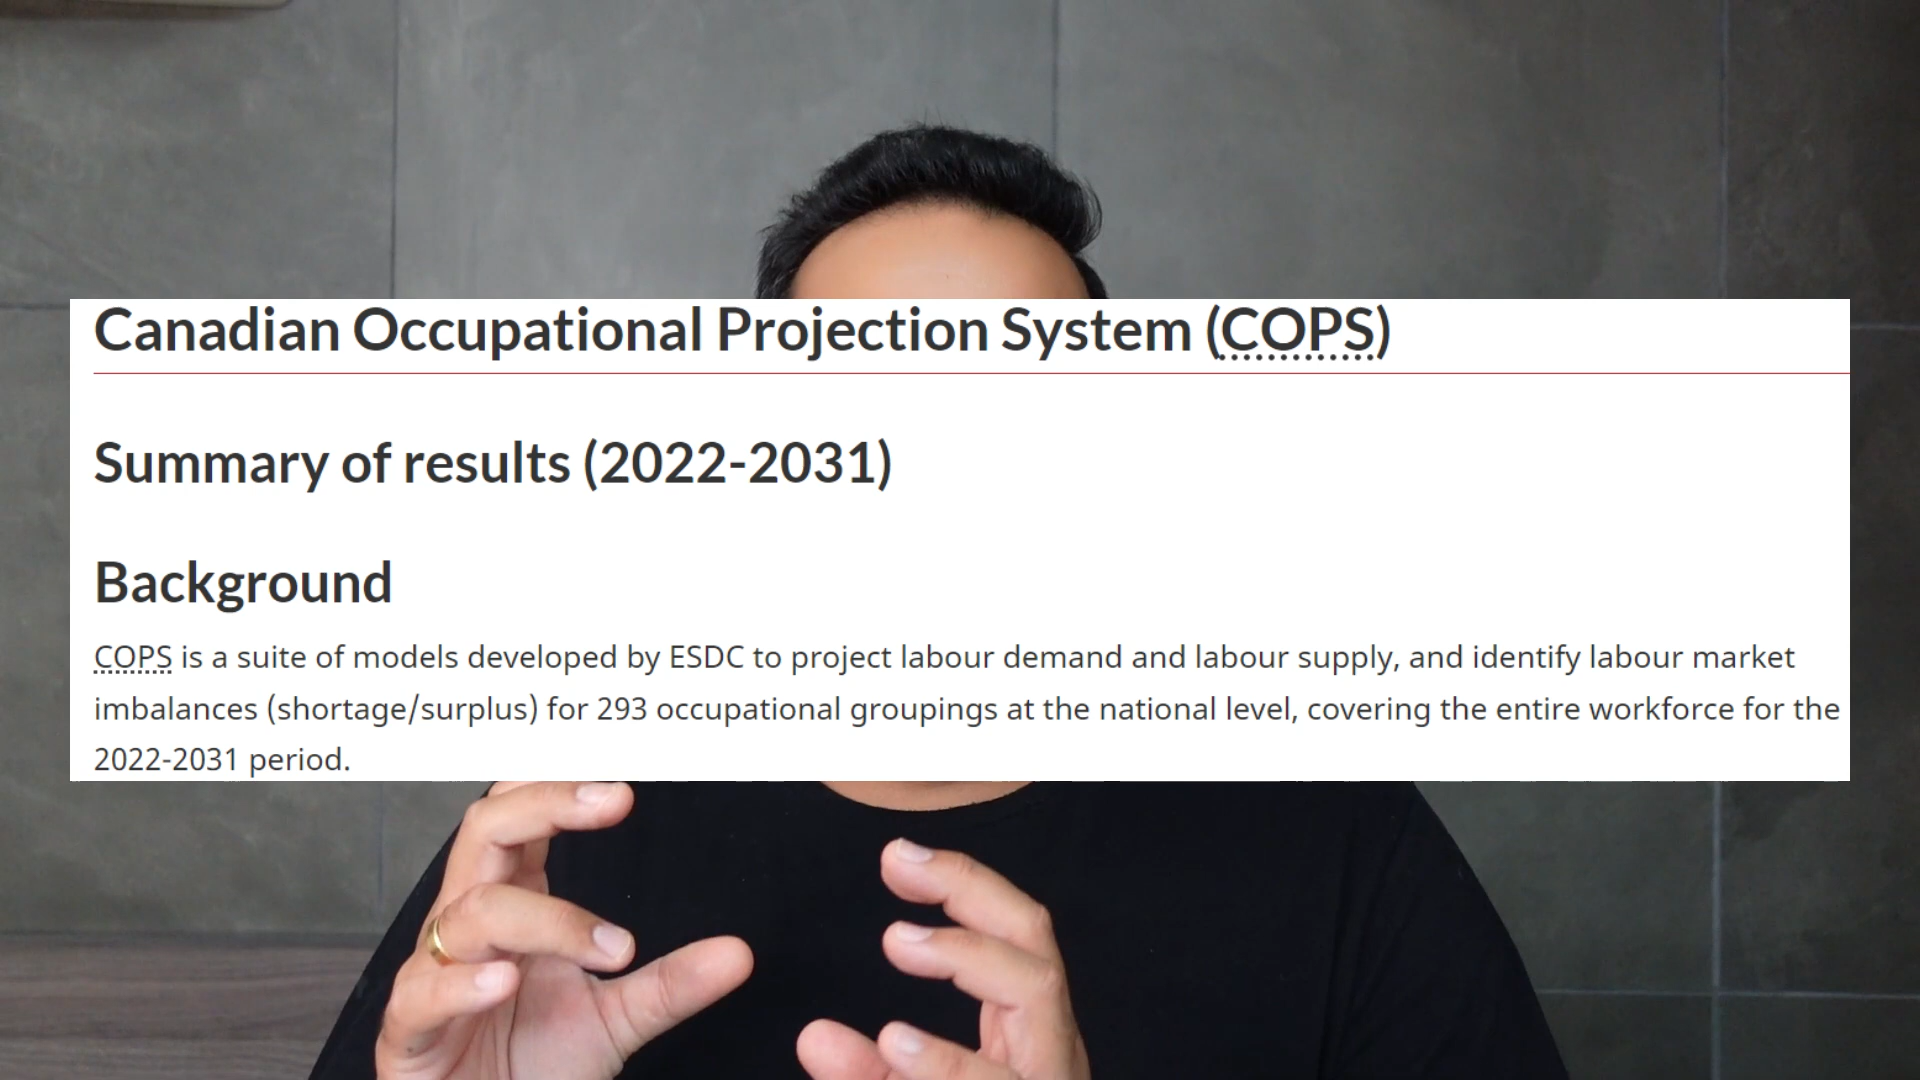 Canadian Occupational Projection System (COPS)
Summary of results (2022-2031)
Background
COPS is a suite of models developed by ESDC to project labour demand and labour supply, and identify labour market
imbalances (shortage/surplus) for 293 occupational groupings at the national level, covering the entire workforce for the
2022-2031 period.